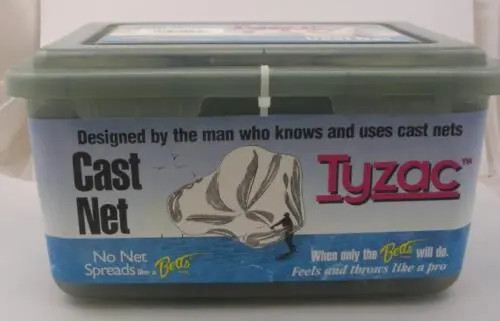 Designed by the man who knows and uses cast nets
Cast
Net
Tyzac™
No Net
Spreads like a Betts
When only the Betts will do.
Feels and throws like a pro